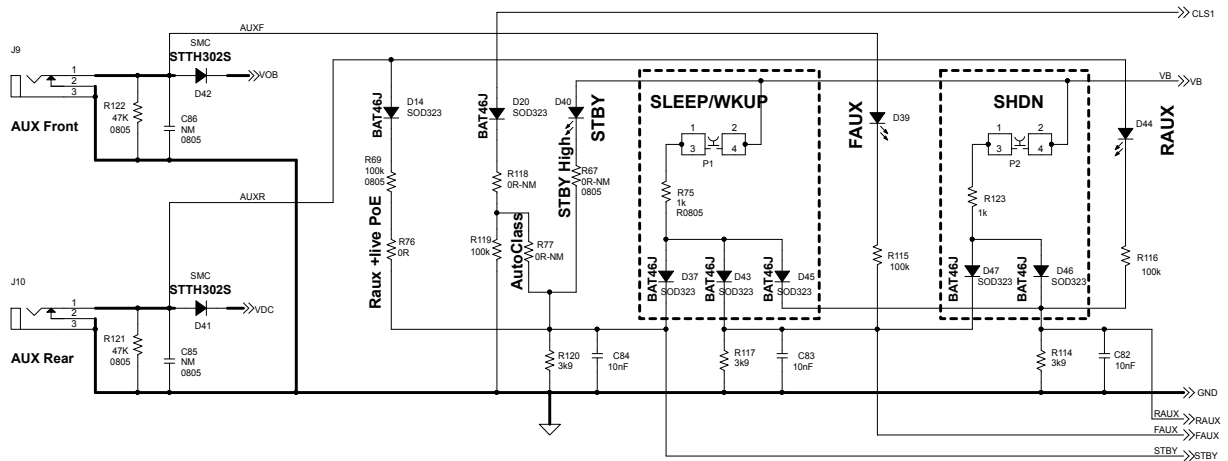 CLS1
AUXF
J9
SMC
STTH302S
1
2
3
VOB
D42
R122
47K
0805
C86
NM
0805
AUX Front
BAT46J
D14
SOD323
BAT46J
D20
SOD323
D40
STBY
SLEEP/WKUP
1
2
3
4
P1
FAUX
D39
SHDN
1
2
3
4
P2
VB
VB
D44
RAUX
R69
100k
0805
R118
0R-NM
STBY High
R67
0R-NM
0805
R75
1k
R0805
R123
1k
AUXR
Raux +live PoE
R76
0R
R119
100k
AutoClass
R77
0R-NM
BAT46J
D37
SOD323
BAT46J
D43
SOD323
BAT46J
D45
SOD323
R115
100k
BAT46J
D47
SOD323
BAT46J
D46
SOD323
R116
100k
J10
SMC
STTH302S
1
2
3
VDC
D41
R121
47K
0805
C85
NM
0805
AUX Rear
R120
3k9
C84
10nF
R117
3k9
C83
10nF
R114
3k9
C82
10nF
GND
RAUX
RAUX
FAUX
FAUX
STBY
STBY